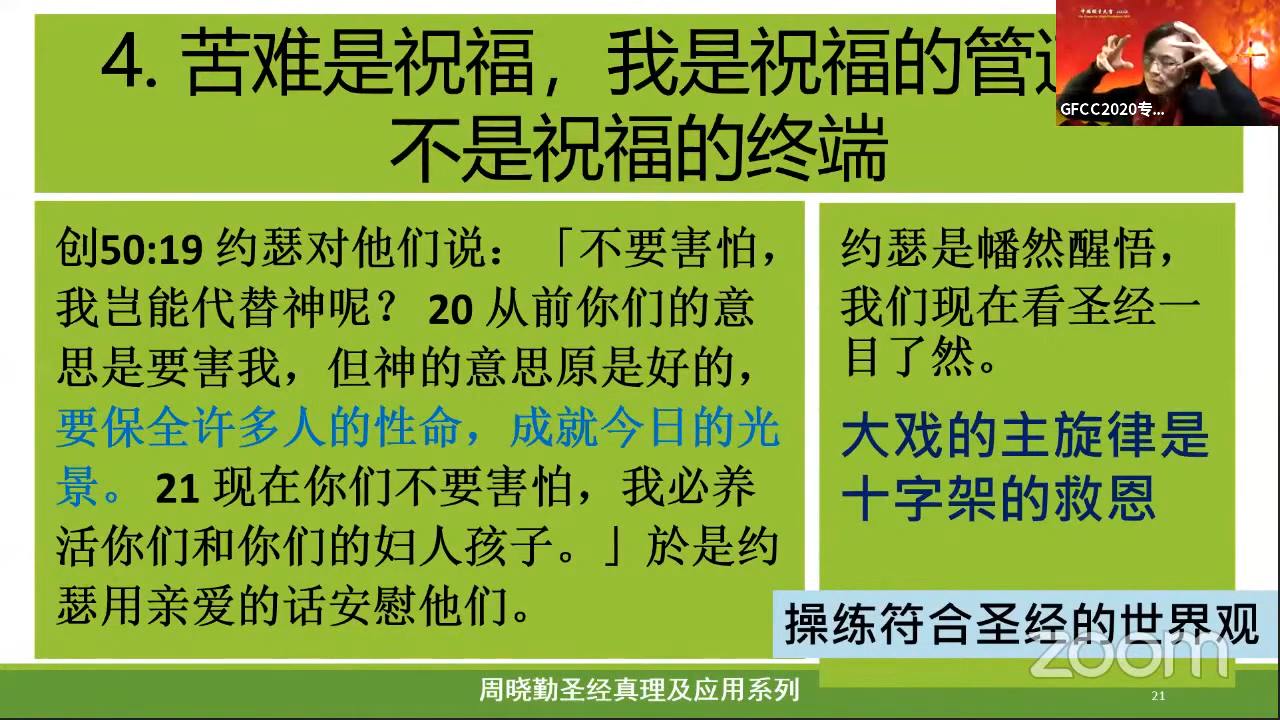 4. 苦难是祝福，我是祝福的管
不是祝福的终端
GFCC2020专...
创50:19 约瑟对他们说：「不要害怕，
我岂能代替神呢？ 20 从前你们的意
思是要害我，但神的意思原是好的，
要保全许多人的性命，成就今日的光
景。 21 现在你们不要害怕，我必养
活你们和你们的妇人孩子。」於是约
瑟用亲爱的话安慰他们。
约瑟是幡然醒悟，
我们现在看圣经一
目了然。
大戏的主旋律是
十字架的救恩
操练符合圣经的世界观
zoom
周晓勤圣经真理及应用系列
21